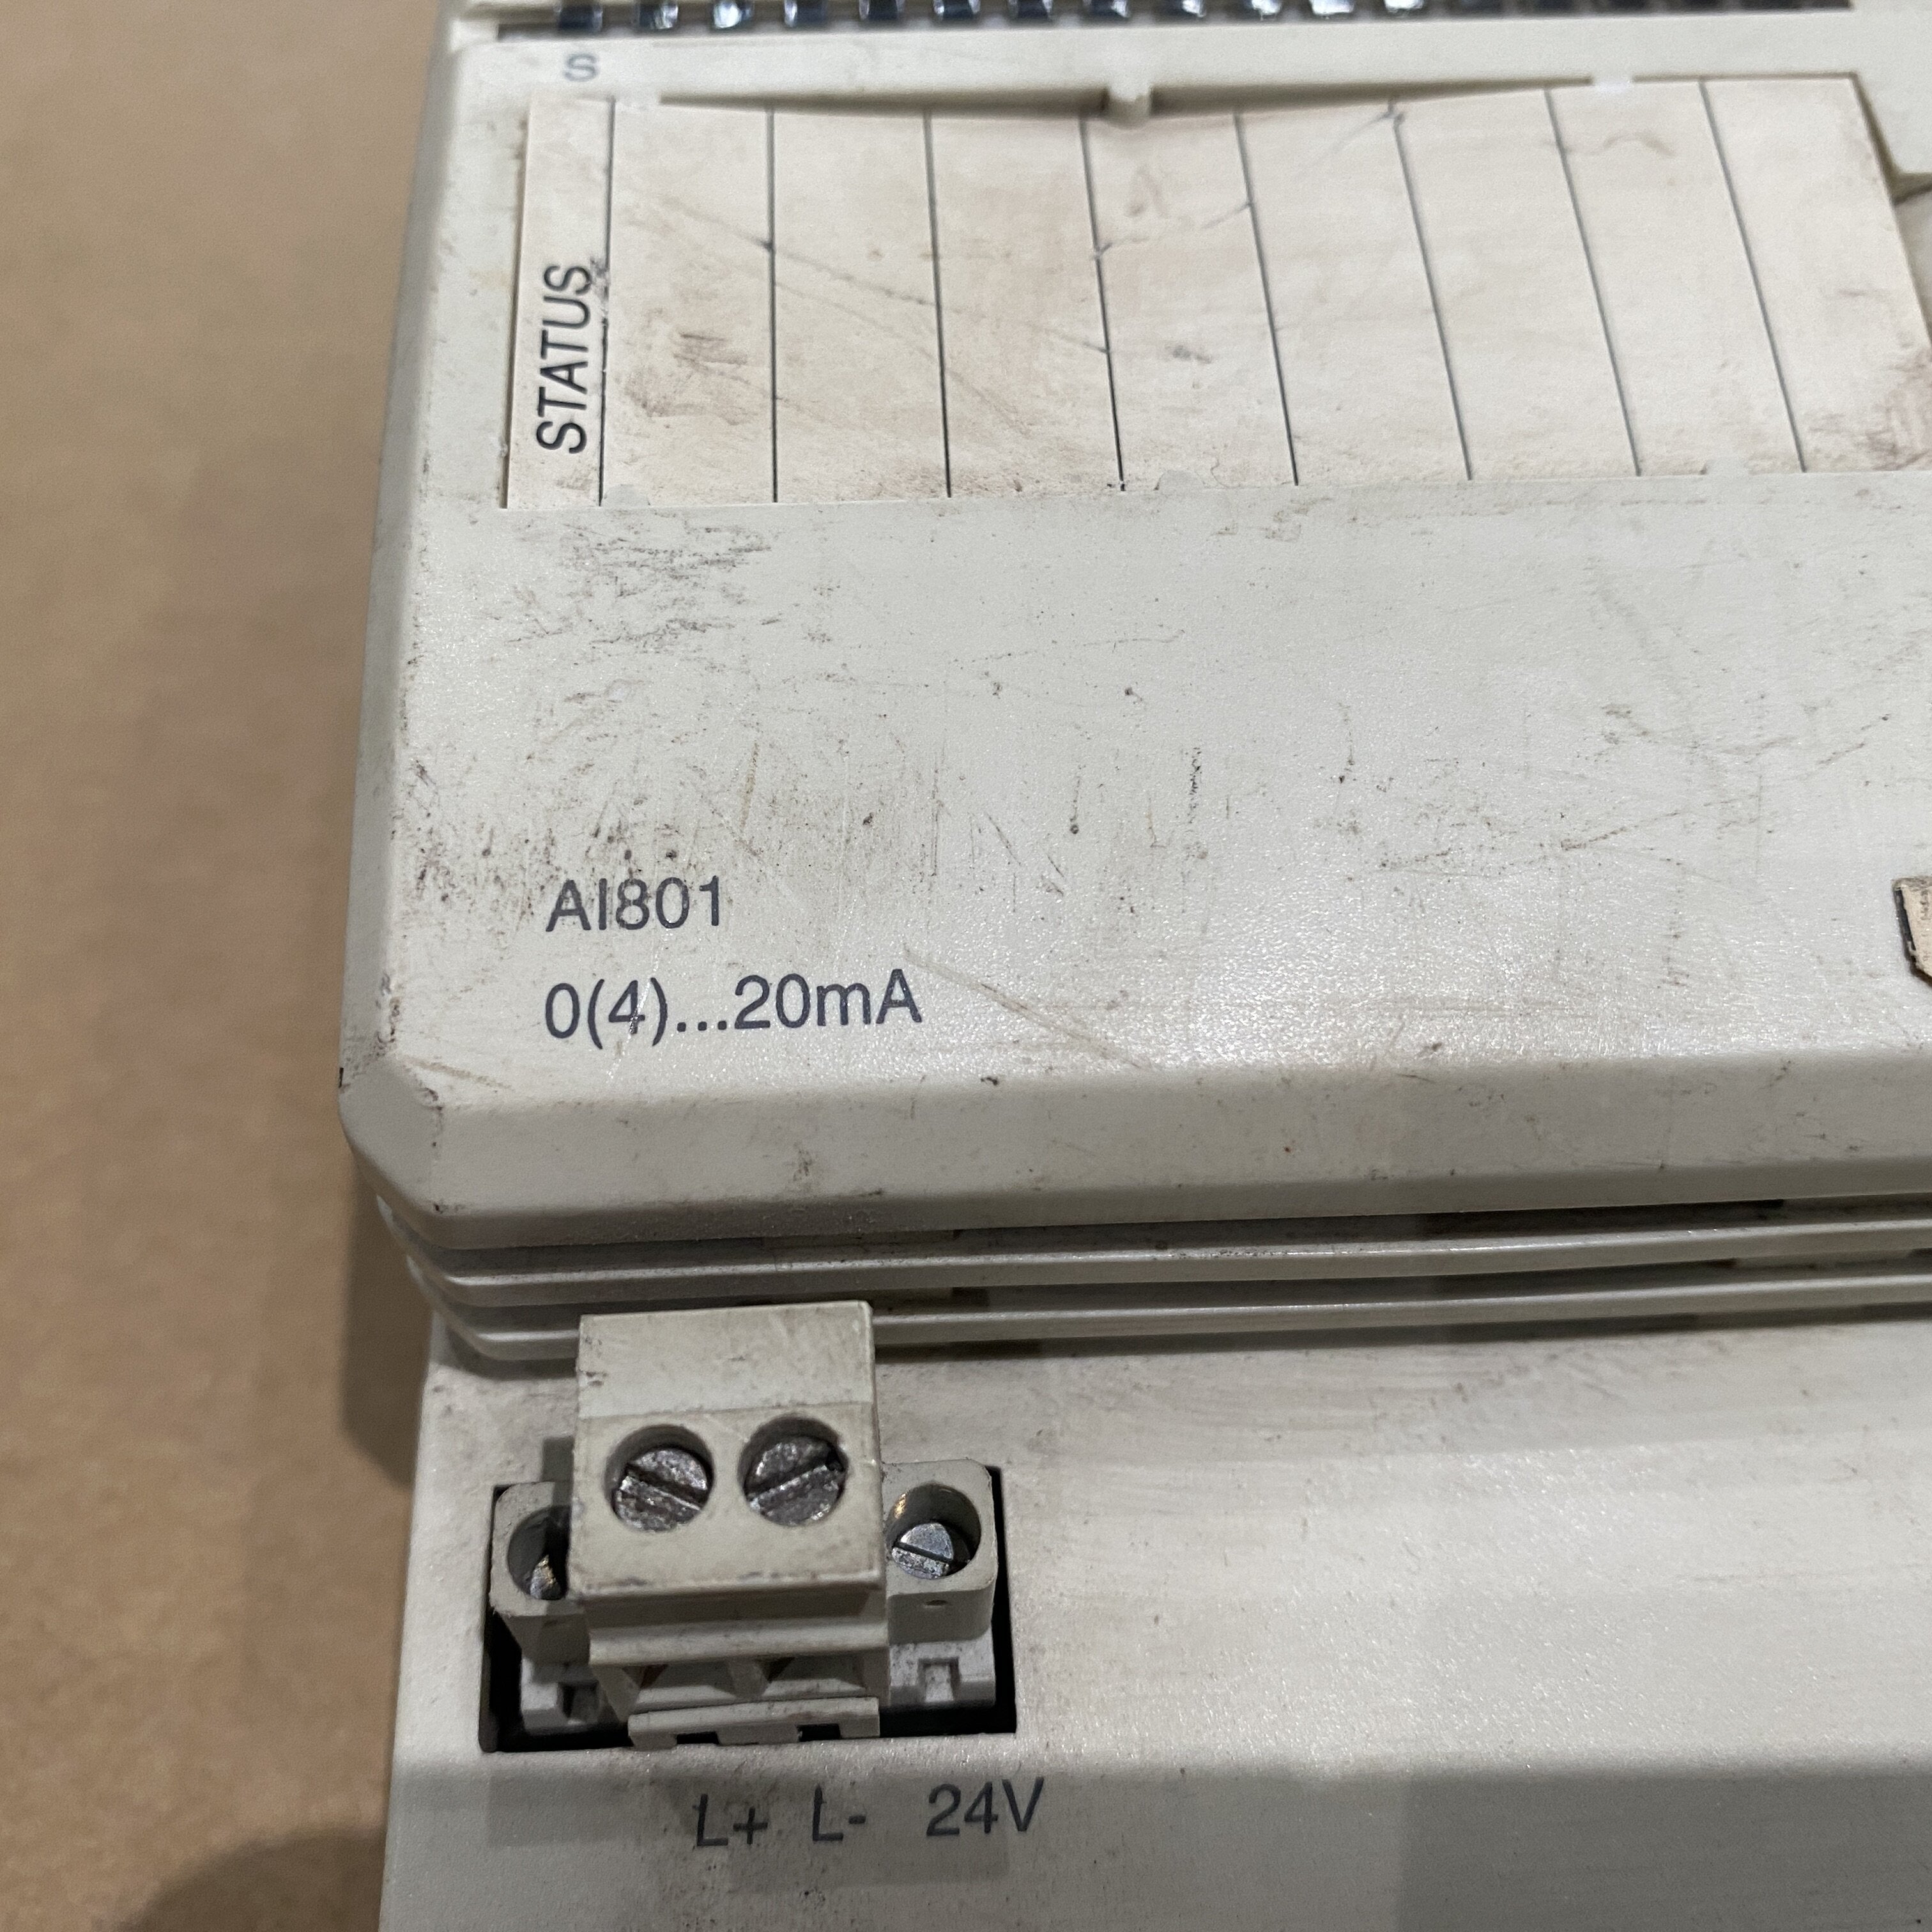 S
STATUS
AI801
0(4)...20mA
L+ L- 24V